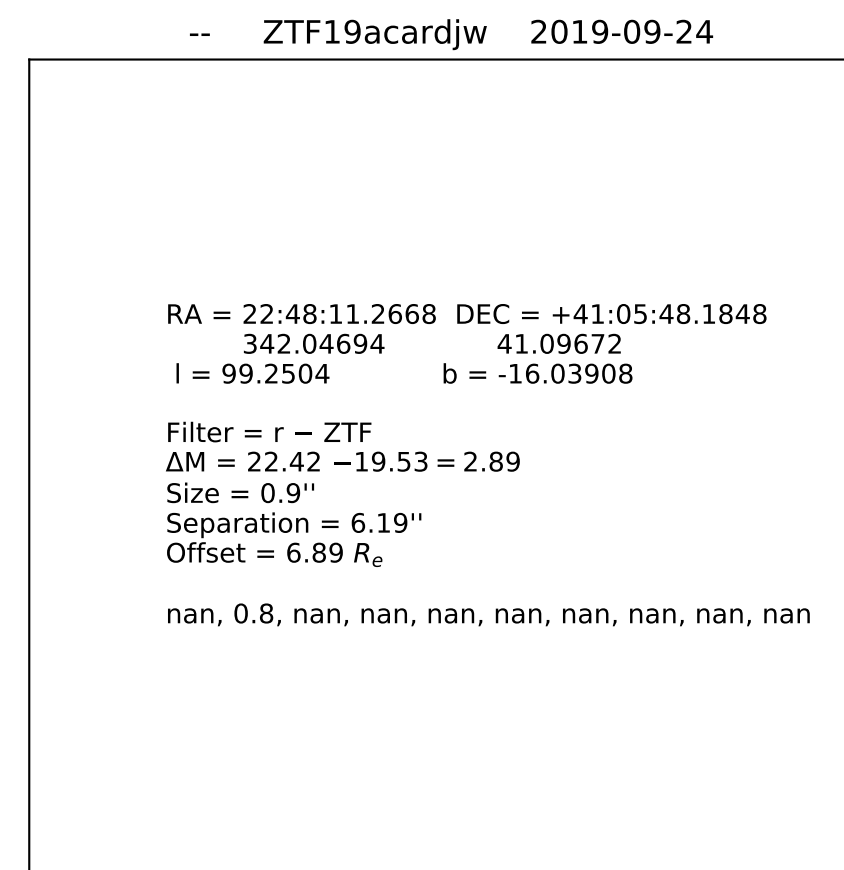 -- ZTF19acardjw 2019-09-24
RA = 22:48:11.2668 DEC = +41:05:48.1848
342.04694 41.09672
l = 99.2504 b = -16.03908
Filter = r − ZTF
ΔM = 22.42 −19.53 = 2.89
Size = 0.9''
Separation = 6.19''
Offset = 6.89 Rₑ
nan, 0.8, nan, nan, nan, nan, nan, nan, nan, nan